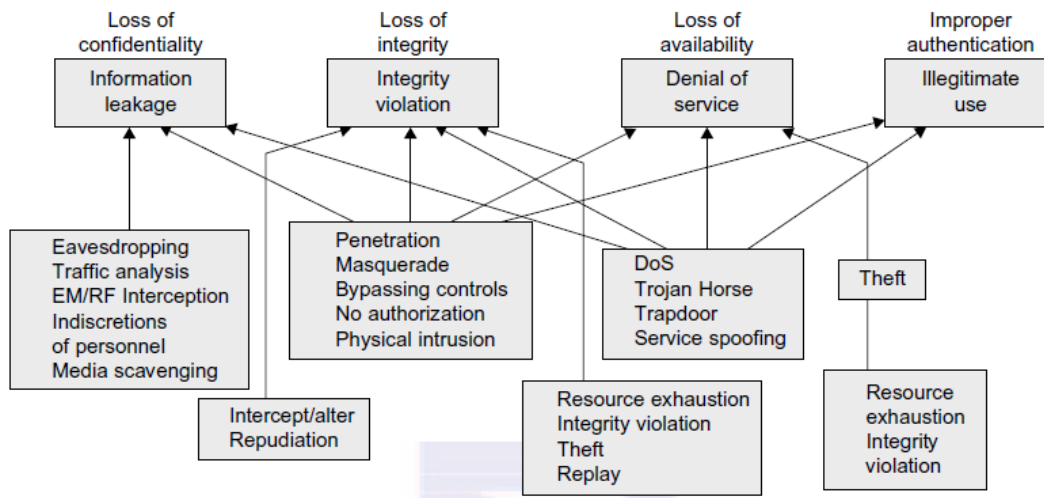 Loss of
confidentiality
Loss of
integrity
Loss of
availability
Improper
authentication
Information
leakage
Integrity
violation
Denial of
service
Illegitimate
use
Eavesdropping
Traffic analysis
EM/RF Interception
Indiscretions
of personnel
Media scavenging
Penetration
Masquerade
Bypassing controls
No authorization
Physical intrusion
DoS
Trojan Horse
Trapdoor
Service spoofing
Theft
Intercept/alter
Repudiation
Resource exhaustion
Integrity violation
Theft
Replay
Resource
exhaustion
Integrity
violation